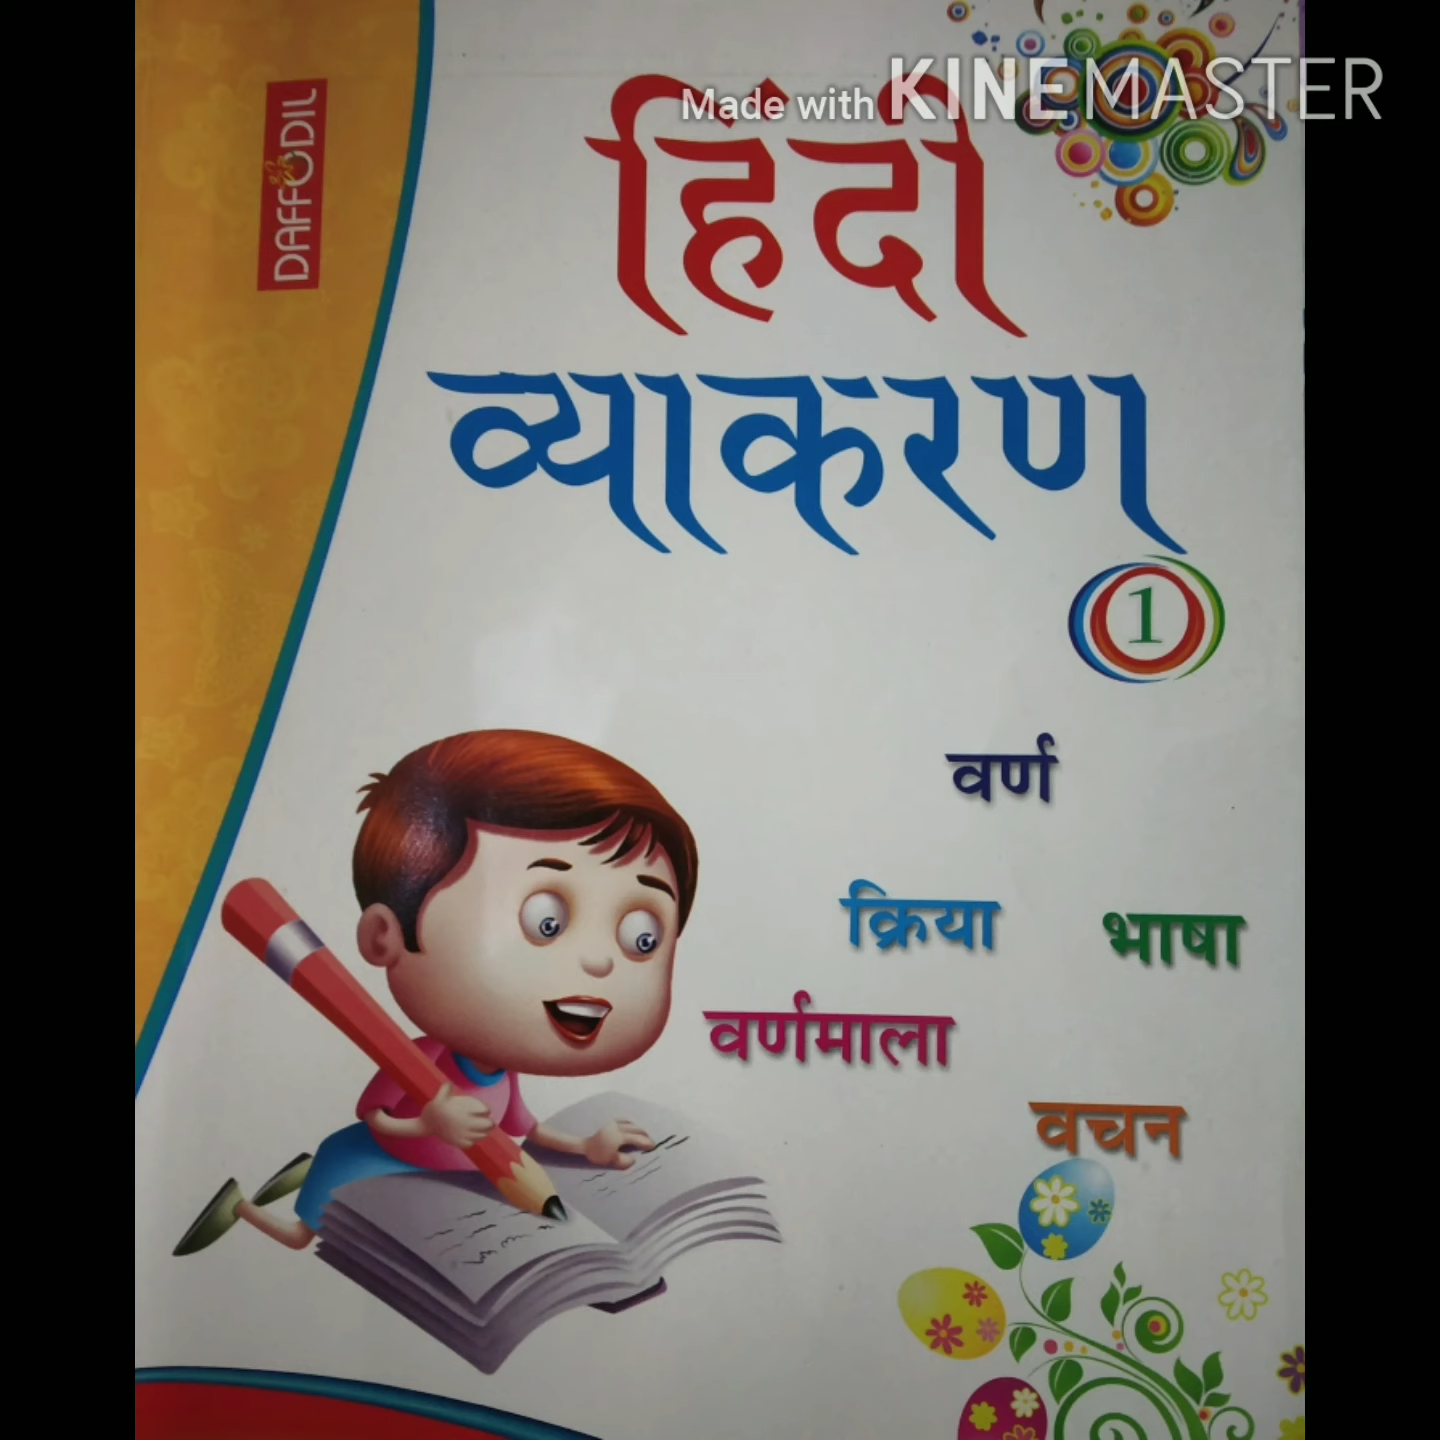 Made with KINEMASTER
DAFFODIL
हिंदी
व्याकरण
1
वर्ण
क्रिया
भाषा
वर्णमाला
वचन